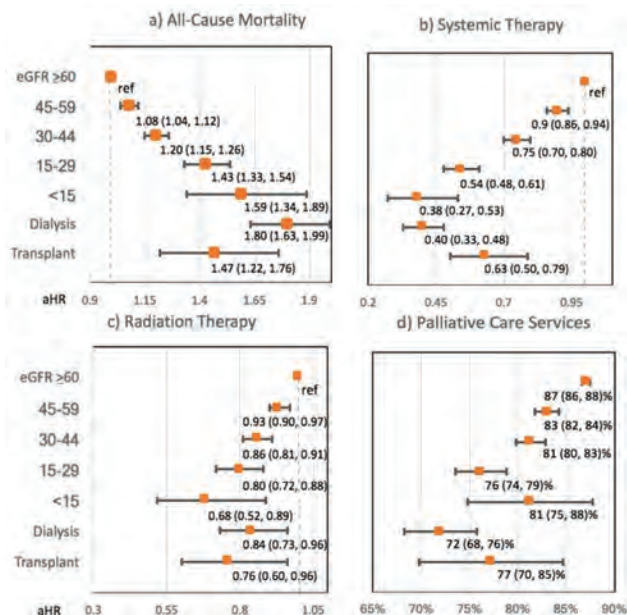 a) All-Cause Mortality
eGFR ≥60
ref
45-59
1.08 (1.04, 1.12)
30-44
1.20 (1.15, 1.26)
15-29
1.43 (1.33, 1.54)
<15
1.59 (1.34, 1.89)
Dialysis
1.80 (1.63, 1.99)
Transplant
1.47 (1.22, 1.76)
aHR
0.9 1.15 1.4 1.65 1.9
b) Systemic Therapy
ref
0.9 (0.86, 0.94)
0.75 (0.70, 0.80)
0.54 (0.48, 0.61)
0.38 (0.27, 0.53)
0.40 (0.33, 0.48)
0.63 (0.50, 0.79)
0.2 0.45 0.7 0.95
c) Radiation Therapy
eGFR ≥60
ref
45-59
0.93 (0.90, 0.97)
30-44
0.86 (0.81, 0.91)
15-29
0.80 (0.72, 0.88)
<15
0.68 (0.52, 0.89)
Dialysis
0.84 (0.73, 0.96)
Transplant
0.76 (0.60, 0.96)
aHR
0.3 0.55 0.8 1.05
d) Palliative Care Services
87 (86, 88)%
83 (82, 84)%
81 (80, 83)%
76 (74, 79)%
81 (75, 88)%
72 (68, 76)%
77 (70, 85)%
65% 70% 75% 80% 85% 90%